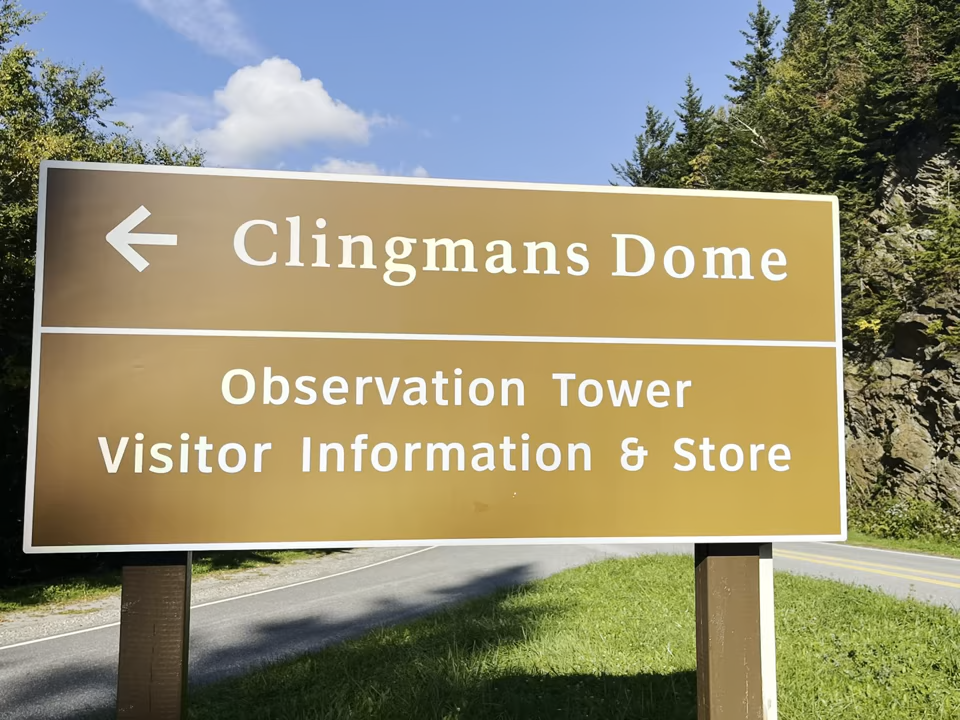 ← Clingmans Dome
Observation Tower
Visitor Information & Store